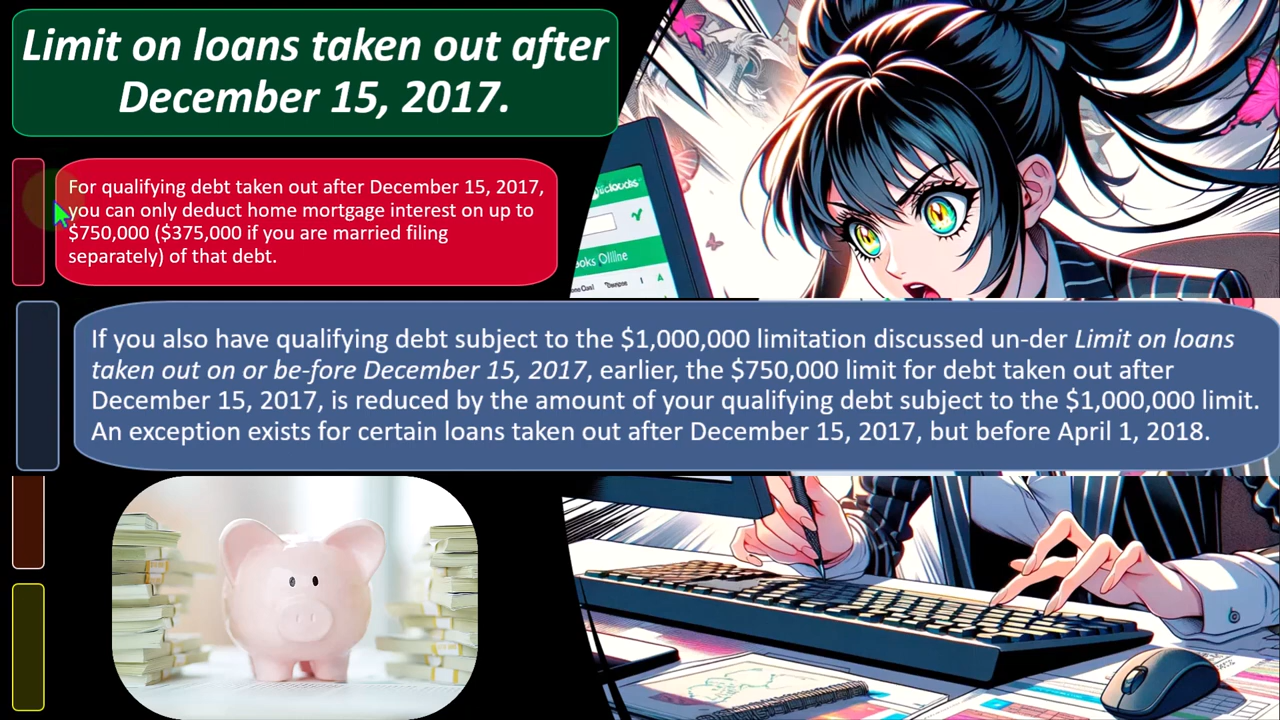 Limit on loans taken out after
December 15, 2017.
For qualifying debt taken out after December 15, 2017,
you can only deduct home mortgage interest on up to
$750,000 ($375,000 if you are married filing
separately) of that debt.
If you also have qualifying debt subject to the $1,000,000 limitation discussed un-der Limit on loans
taken out on or be-fore December 15, 2017, earlier, the $750,000 limit for debt taken out after
December 15, 2017, is reduced by the amount of your qualifying debt subject to the $1,000,000 limit.
An exception exists for certain loans taken out after December 15, 2017, but before April 1, 2018.